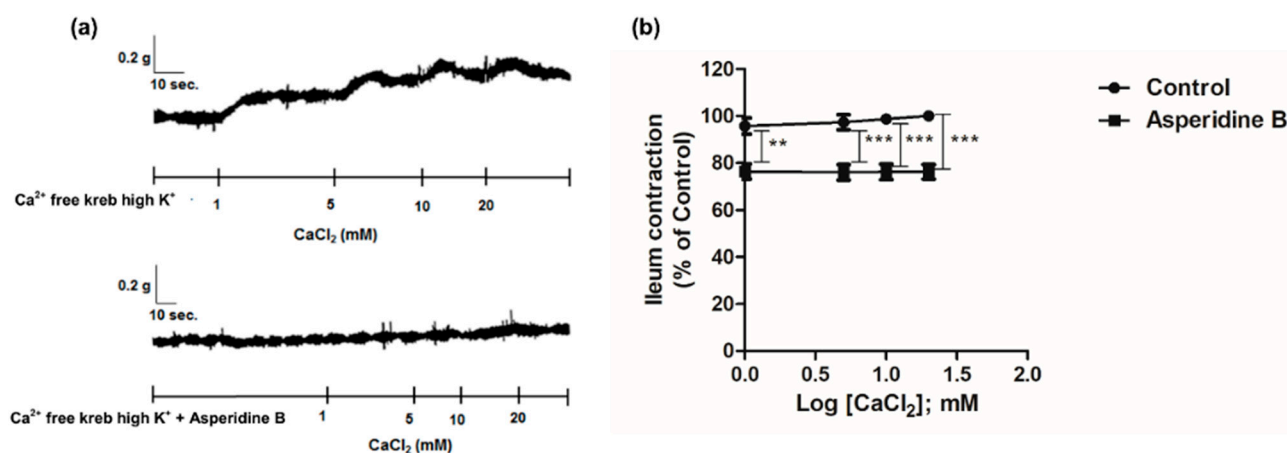 (a)
0.2 g
10 sec.
Ca²⁺ free kreb high K⁺
1 5 10 20
CaCl₂ (mM)
0.2 g
10 sec.
Ca²⁺ free kreb high K⁺ + Asperidine B
1 5 10 20
CaCl₂ (mM)
(b)
Ileum contraction
(% of Control)
120
100
80
60
40
20
0
** *** *** ***
0.0 0.5 1.0 1.5 2.0
Log [CaCl₂]; mM
Control
Asperidine B